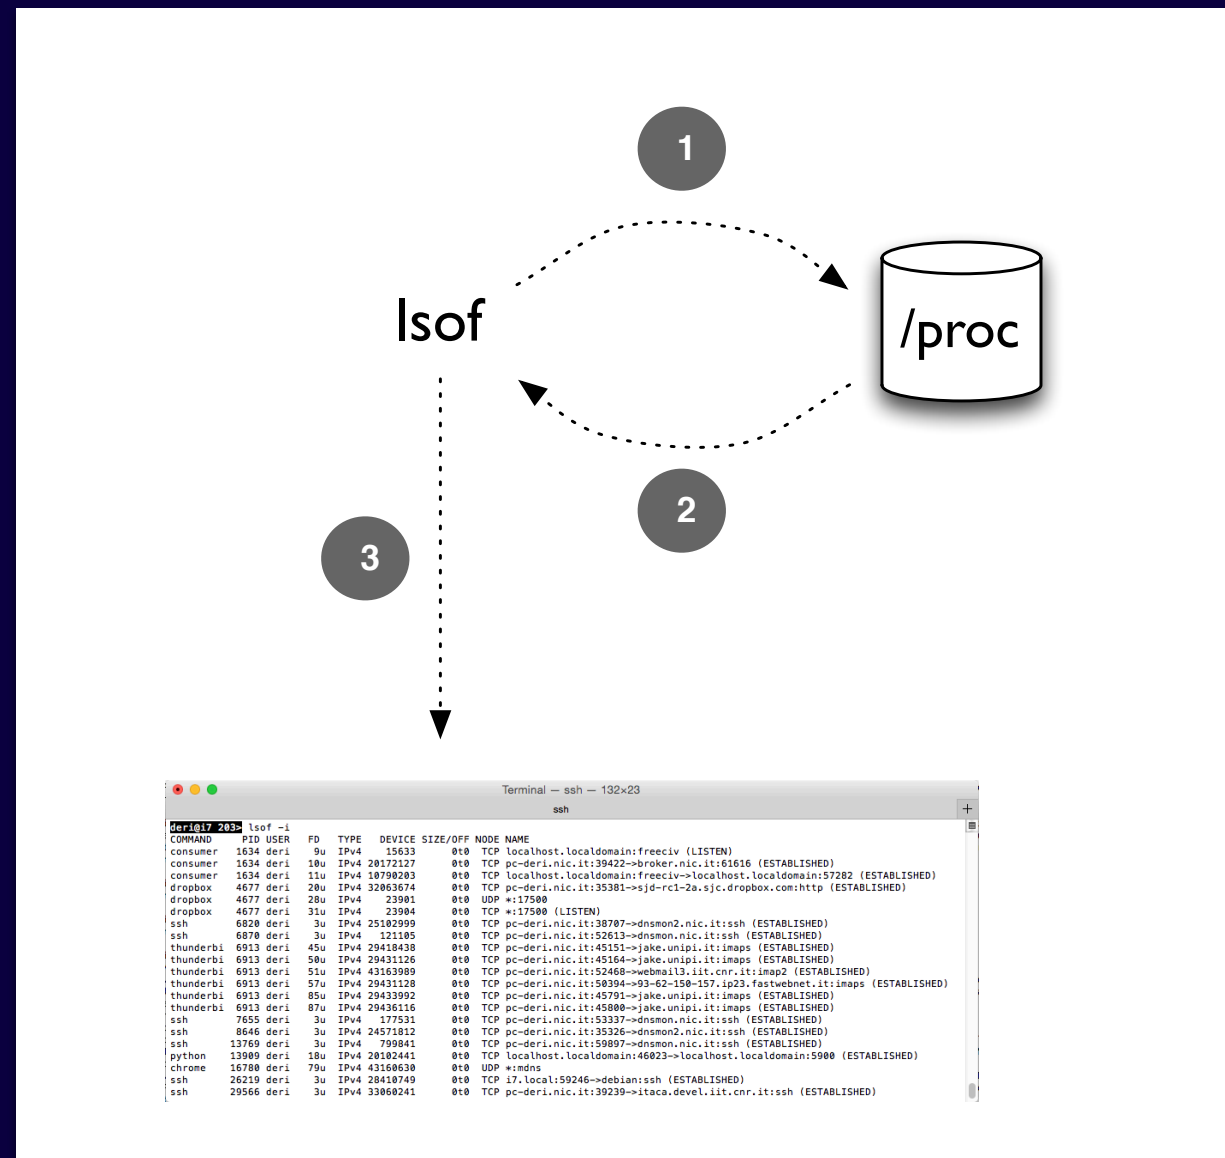 1
lsof
/proc
2
3
Terminal — ssh — 132×23
ssh
+
deri@i7 203> lsof -i
COMMAND PID USER FD TYPE DEVICE SIZE/OFF NODE NAME
consumer 1634 deri 9u IPv4 15633 0t0 TCP localhost.localdomain:freeciv (LISTEN)
consumer 1634 deri 10u IPv4 20172127 0t0 TCP pc-deri.nic.it:39422->broker.nic.it:61616 (ESTABLISHED)
consumer 1634 deri 11u IPv4 10790203 0t0 TCP localhost.localdomain:freeciv->localhost.localdomain:57282 (ESTABLISHED)
dropbox 4677 deri 20u IPv4 32063674 0t0 TCP pc-deri.nic.it:35381->sjd-rc1-2a.sjc.dropbox.com:http (ESTABLISHED)
dropbox 4677 deri 28u IPv4 23901 0t0 UDP *:17500
dropbox 4677 deri 31u IPv4 23904 0t0 TCP *:17500 (LISTEN)
ssh 6820 deri 3u IPv4 25102999 0t0 TCP pc-deri.nic.it:38707->dnsmon2.nic.it:ssh (ESTABLISHED)
ssh 6870 deri 3u IPv4 121105 0t0 TCP pc-deri.nic.it:52613->dnsmon.nic.it:ssh (ESTABLISHED)
thunderbi 6913 deri 45u IPv4 29418438 0t0 TCP pc-deri.nic.it:45151->jake.unipi.it:imaps (ESTABLISHED)
thunderbi 6913 deri 50u IPv4 29431126 0t0 TCP pc-deri.nic.it:45164->jake.unipi.it:imaps (ESTABLISHED)
thunderbi 6913 deri 51u IPv4 43163989 0t0 TCP pc-deri.nic.it:52468->webmail3.iit.cnr.it:imap2 (ESTABLISHED)
thunderbi 6913 deri 57u IPv4 29431128 0t0 TCP pc-deri.nic.it:50394->93-62-150-157.ip23.fastwebnet.it:imaps (ESTABLISHED)
thunderbi 6913 deri 85u IPv4 29433992 0t0 TCP pc-deri.nic.it:45791->jake.unipi.it:imaps (ESTABLISHED)
thunderbi 6913 deri 87u IPv4 29436116 0t0 TCP pc-deri.nic.it:45800->jake.unipi.it:imaps (ESTABLISHED)
ssh 7655 deri 3u IPv4 177531 0t0 TCP pc-deri.nic.it:53337->dnsmon.nic.it:ssh (ESTABLISHED)
ssh 8646 deri 3u IPv4 24571812 0t0 TCP pc-deri.nic.it:35326->dnsmon2.nic.it:ssh (ESTABLISHED)
ssh 13769 deri 3u IPv4 799841 0t0 TCP pc-deri.nic.it:59897->dnsmon.nic.it:ssh (ESTABLISHED)
python 13909 deri 18u IPv4 20102441 0t0 TCP localhost.localdomain:46023->localhost.localdomain:5900 (ESTABLISHED)
chrome 16780 deri 79u IPv4 43160630 0t0 UDP *:mdns
ssh 26219 deri 3u IPv4 28410749 0t0 TCP i7.local:59246->debian:ssh (ESTABLISHED)
ssh 29566 deri 3u IPv4 33060241 0t0 TCP pc-deri.nic.it:39239->itaca.devel.iit.cnr.it:ssh (ESTABLISHED)